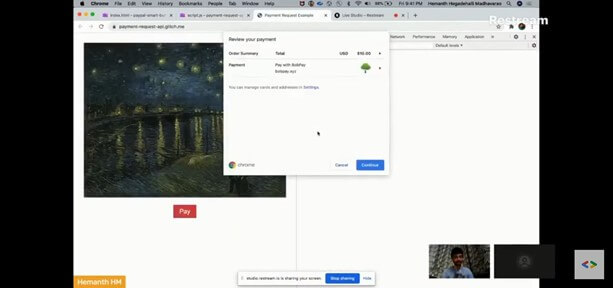 Chrome File Edit View History Bookmarks People Tab Window Help
Fri 9:41 PM Hemanth Hegadehalli Madhavarao
Restream
index.html • paypal-smart-b
script.js • payment-request-
Payment Request Example
Live Studio - Restream
payment-request-api.glitch.me
Network Performance Memory Application
Default levels
Review your payment
Order Summary Total USD $10.00
Payment Pay with BobPay
bobpay.xyz
You can manage cards and addresses in Settings.
chrome Cancel Continue
Pay
studio.restream.io is sharing your screen. Stop sharing Hide
Hemanth HM